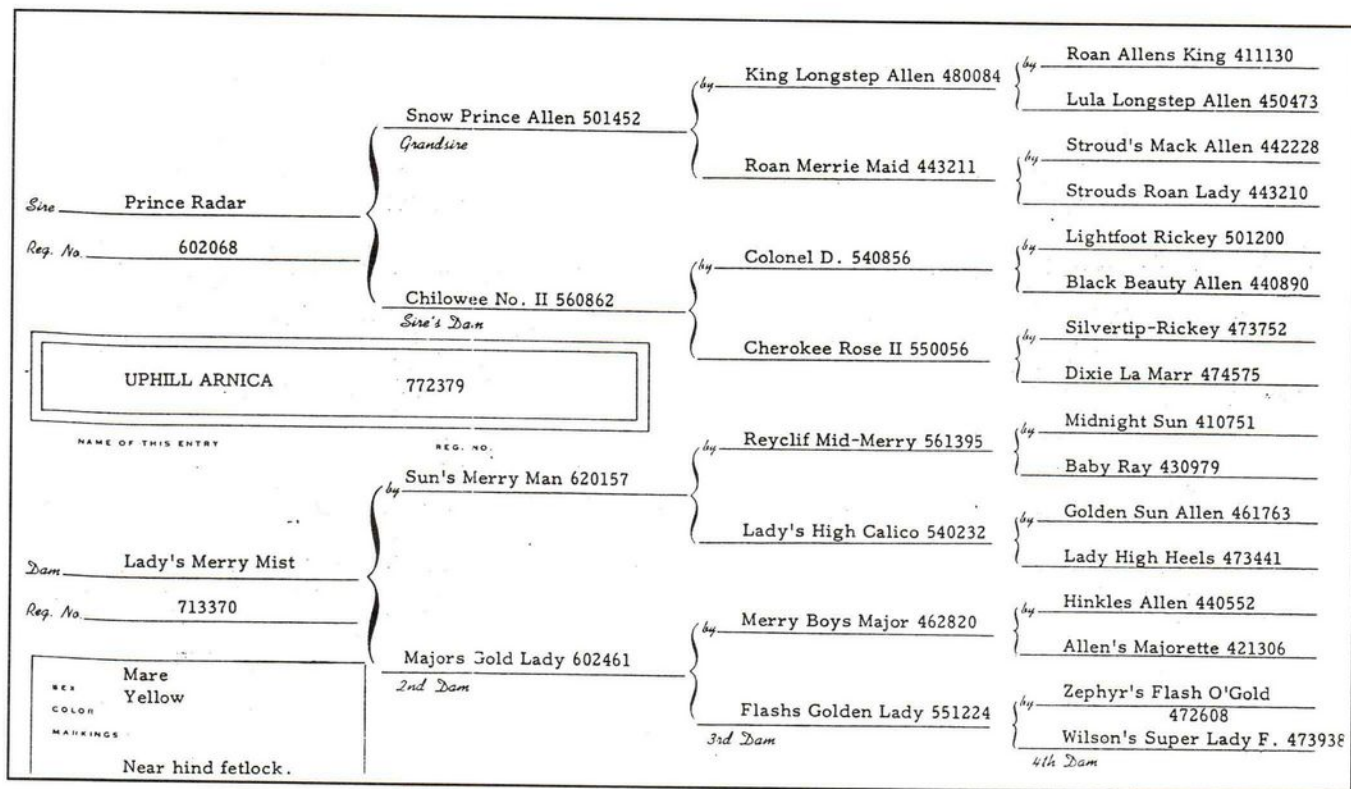 by Roan Allens King 411130
King Longstep Allen 480084
by
Lula Longstep Allen 450473
Snow Prince Allen 501452
Grandsire
by Stroud's Mack Allen 442228
Roan Merrie Maid 443211
Strouds Roan Lady 443210
Sire Prince Radar
Reg. No. 602068
by Lightfoot Rickey 501200
by Colonel D. 540856
Black Beauty Allen 440890
Chilowee No. II 560862
Sire's Dam
by Silvertip-Rickey 473752
Cherokee Rose II 550056
Dixie La Marr 474575
UPHILL ARNICA 772379
NAME OF THIS ENTRY REG. NO.
by Midnight Sun 410751
by Reyclif Mid-Merry 561395
Baby Ray 430979
by Sun's Merry Man 620157
by Golden Sun Allen 461763
Lady's High Calico 540232
Lady High Heels 473441
Dam Lady's Merry Mist
Reg. No. 713370
by Hinkles Allen 440552
by Merry Boys Major 462820
Allen's Majorette 421306
Majors Gold Lady 602461
2nd Dam
by Zephyr's Flash O'Gold
472608
Flashs Golden Lady 551224
3rd Dam
Wilson's Super Lady F. 473938
4th Dam
SEX Mare
COLOR Yellow
MARKINGS
Near hind fetlock.